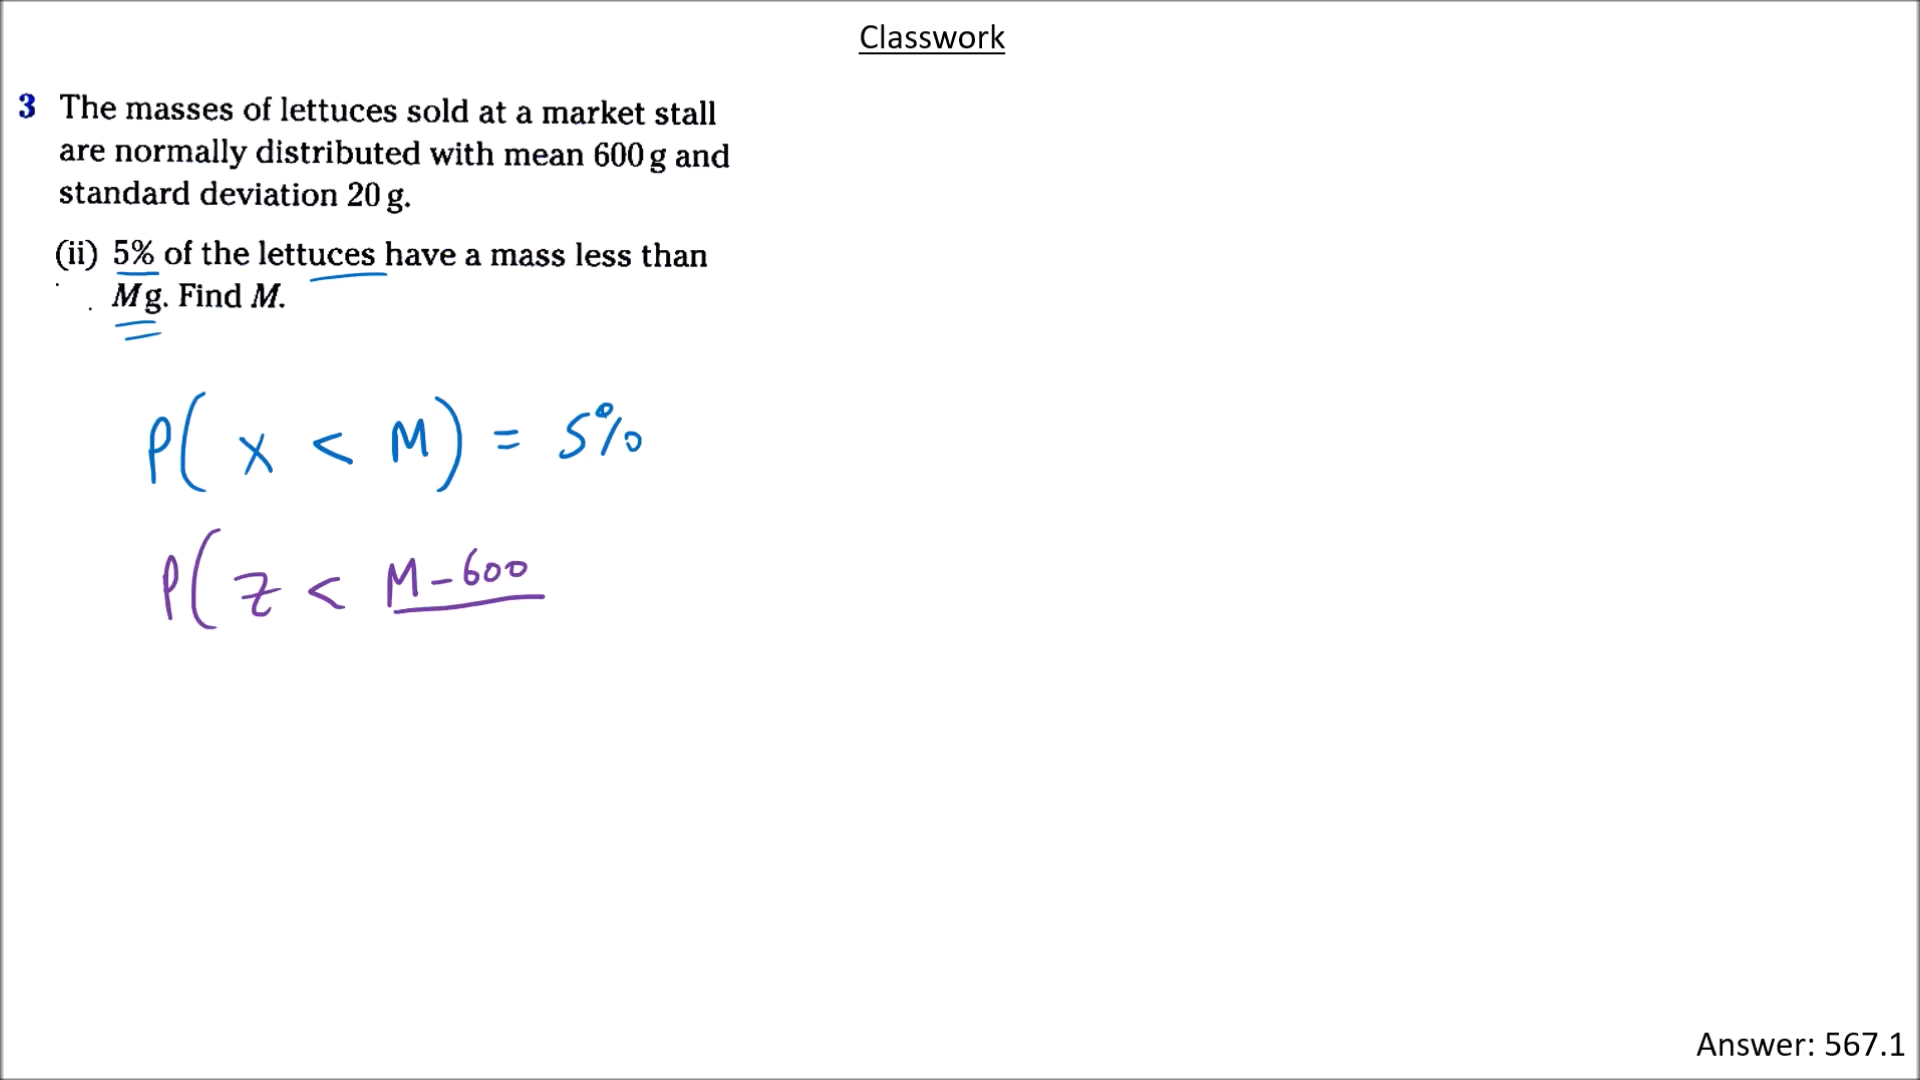 Classwork
3 The masses of lettuces sold at a market stall
are normally distributed with mean 600 g and
standard deviation 20 g.
(ii) 5% of the lettuces have a mass less than
M g. Find M.
P( x < M) = 5%
P( z < M - 600
Answer: 567.1